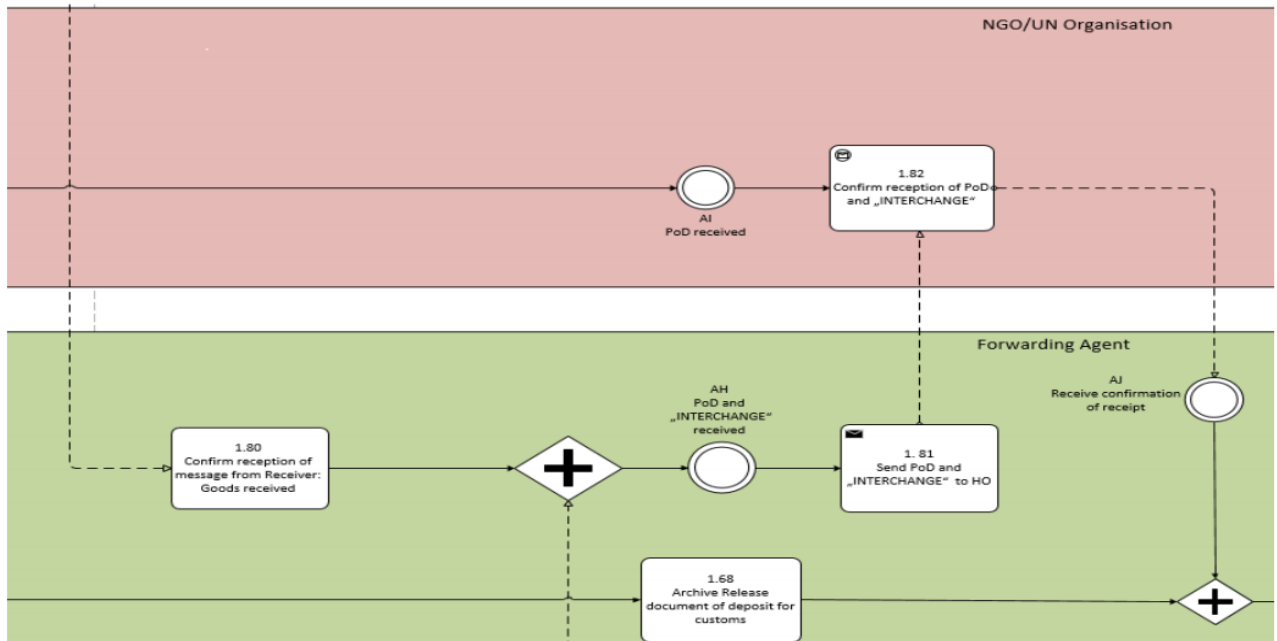 NGO/UN Organisation
1.82
Confirm reception of PoD
and „INTERCHANGE“
AI
PoD received
Forwarding Agent
AH
PoD and
„INTERCHANGE“
received
AJ
Receive confirmation
of receipt
1.80
Confirm reception of
message from Receiver:
Goods received
1. 81
Send PoD and
„INTERCHANGE“ to HO
1.68
Archive Release
document of deposit for
customs